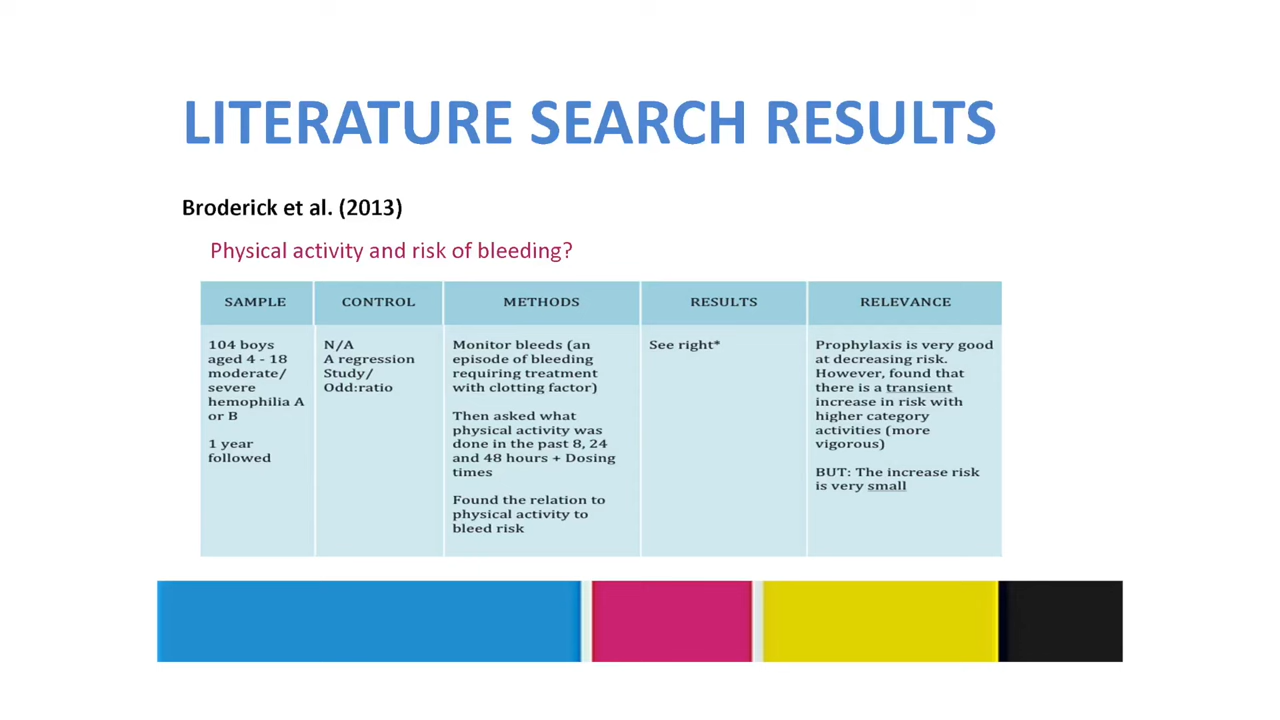 LITERATURE SEARCH RESULTS
Broderick et al. (2013)
Physical activity and risk of bleeding?
SAMPLE
CONTROL
METHODS
RESULTS
RELEVANCE
104 boys
aged 4 - 18
moderate/
severe
hemophilia A
or B
1 year
followed
N/A
A regression
Study/
Odd:ratio
Monitor bleeds (an
episode of bleeding
requiring treatment
with clotting factor)
Then asked what
physical activity was
done in the past 8, 24
and 48 hours + Dosing
times
Found the relation to
physical activity to
bleed risk
See right*
Prophylaxis is very good
at decreasing risk.
However, found that
there is a transient
increase in risk with
higher category
activities (more
vigorous)
BUT: The increase risk
is very small